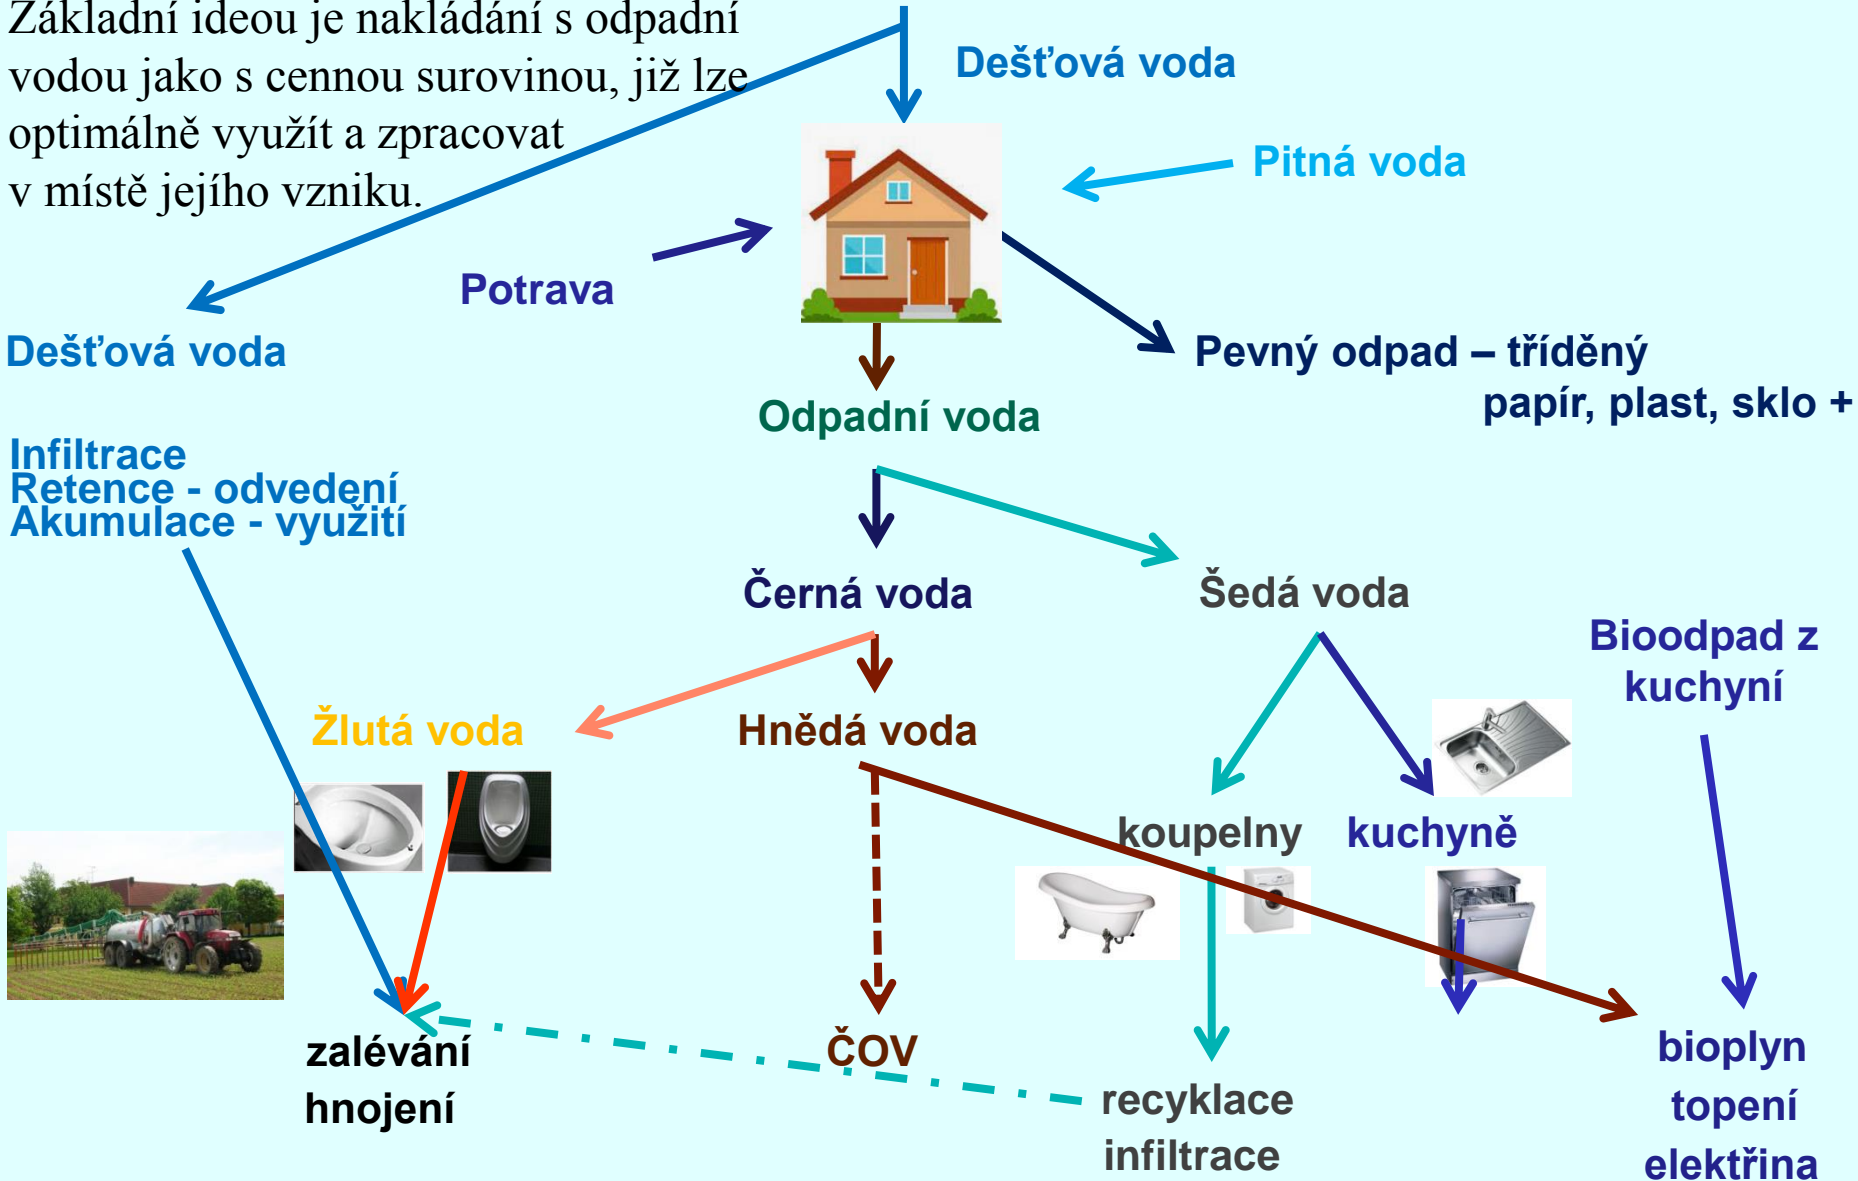 Základní ideou je nakládání s odpadní
vodou jako s cennou surovinou, již lze
optimálně využít a zpracovat
v místě jejího vzniku.
Dešťová voda
Pitná voda
Potrava
Dešťová voda
Pevný odpad – tříděný
papír, plast, sklo +
Odpadní voda
Infiltrace
Retence - odvedení
Akumulace - využití
Černá voda
Šedá voda
Bioodpad z
kuchyní
Žlutá voda
Hnědá voda
koupelny
kuchyně
zalévání
hnojení
ČOV
recyklace
infiltrace
bioplyn
topení
elektřina